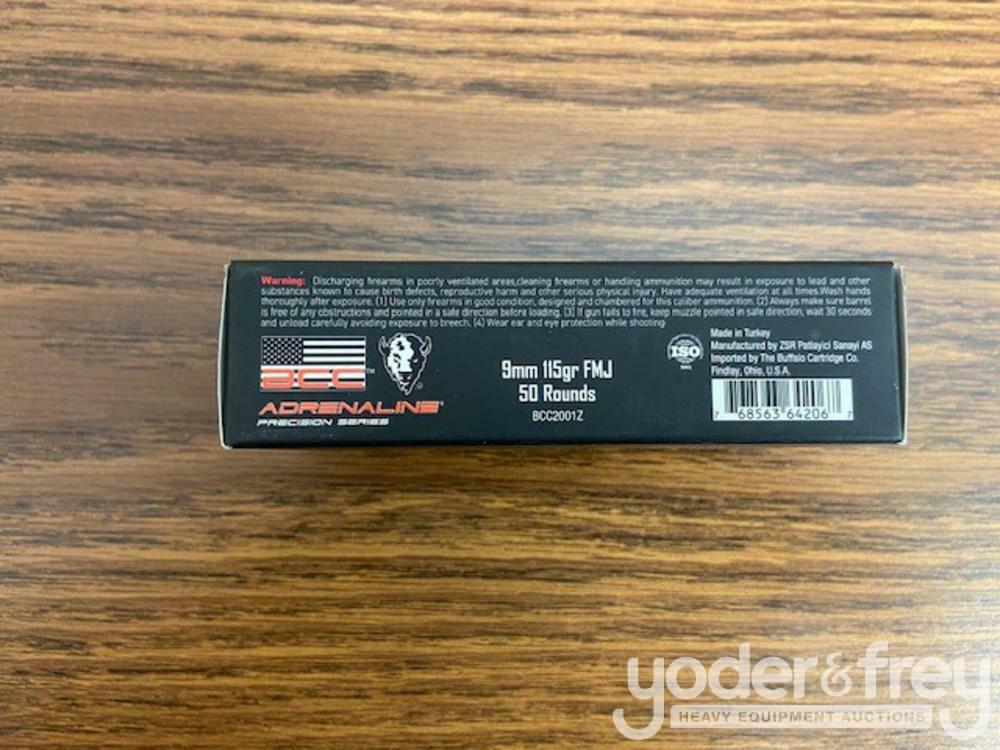 Warning: Discharging firearms in poorly ventilated areas,cleaning firearms or handling ammunition may result in exposure to lead and other
substances known to cause birth defects, reproductive harm and other serious physical injury. Have adequate ventilation at all times.Wash hands
thoroughly after exposure. (1) Use only firearms in good condition, designed and chambered for this caliber ammunition. (2) Always make sure barrel
is free of any obstructions and pointed in a safe direction before loading. (3) If gun fails to fire, keep muzzle pointed in safe direction, wait 30 seconds
and unload carefully avoiding exposure to breech. (4) Wear ear and eye protection while shooting
BCC™
ADRENALINE®
PRECISION SERIES
9mm 115gr FMJ
50 Rounds
BCC2001Z
ISO
Made in Turkey
Manufactured by ZSR Patlayici Sanayi AS
Imported by The Buffalo Cartridge Co.
Findlay, Ohio, U.S.A.
7 68563 64206 7
yoder&frey
HEAVY EQUIPMENT AUCTIONS